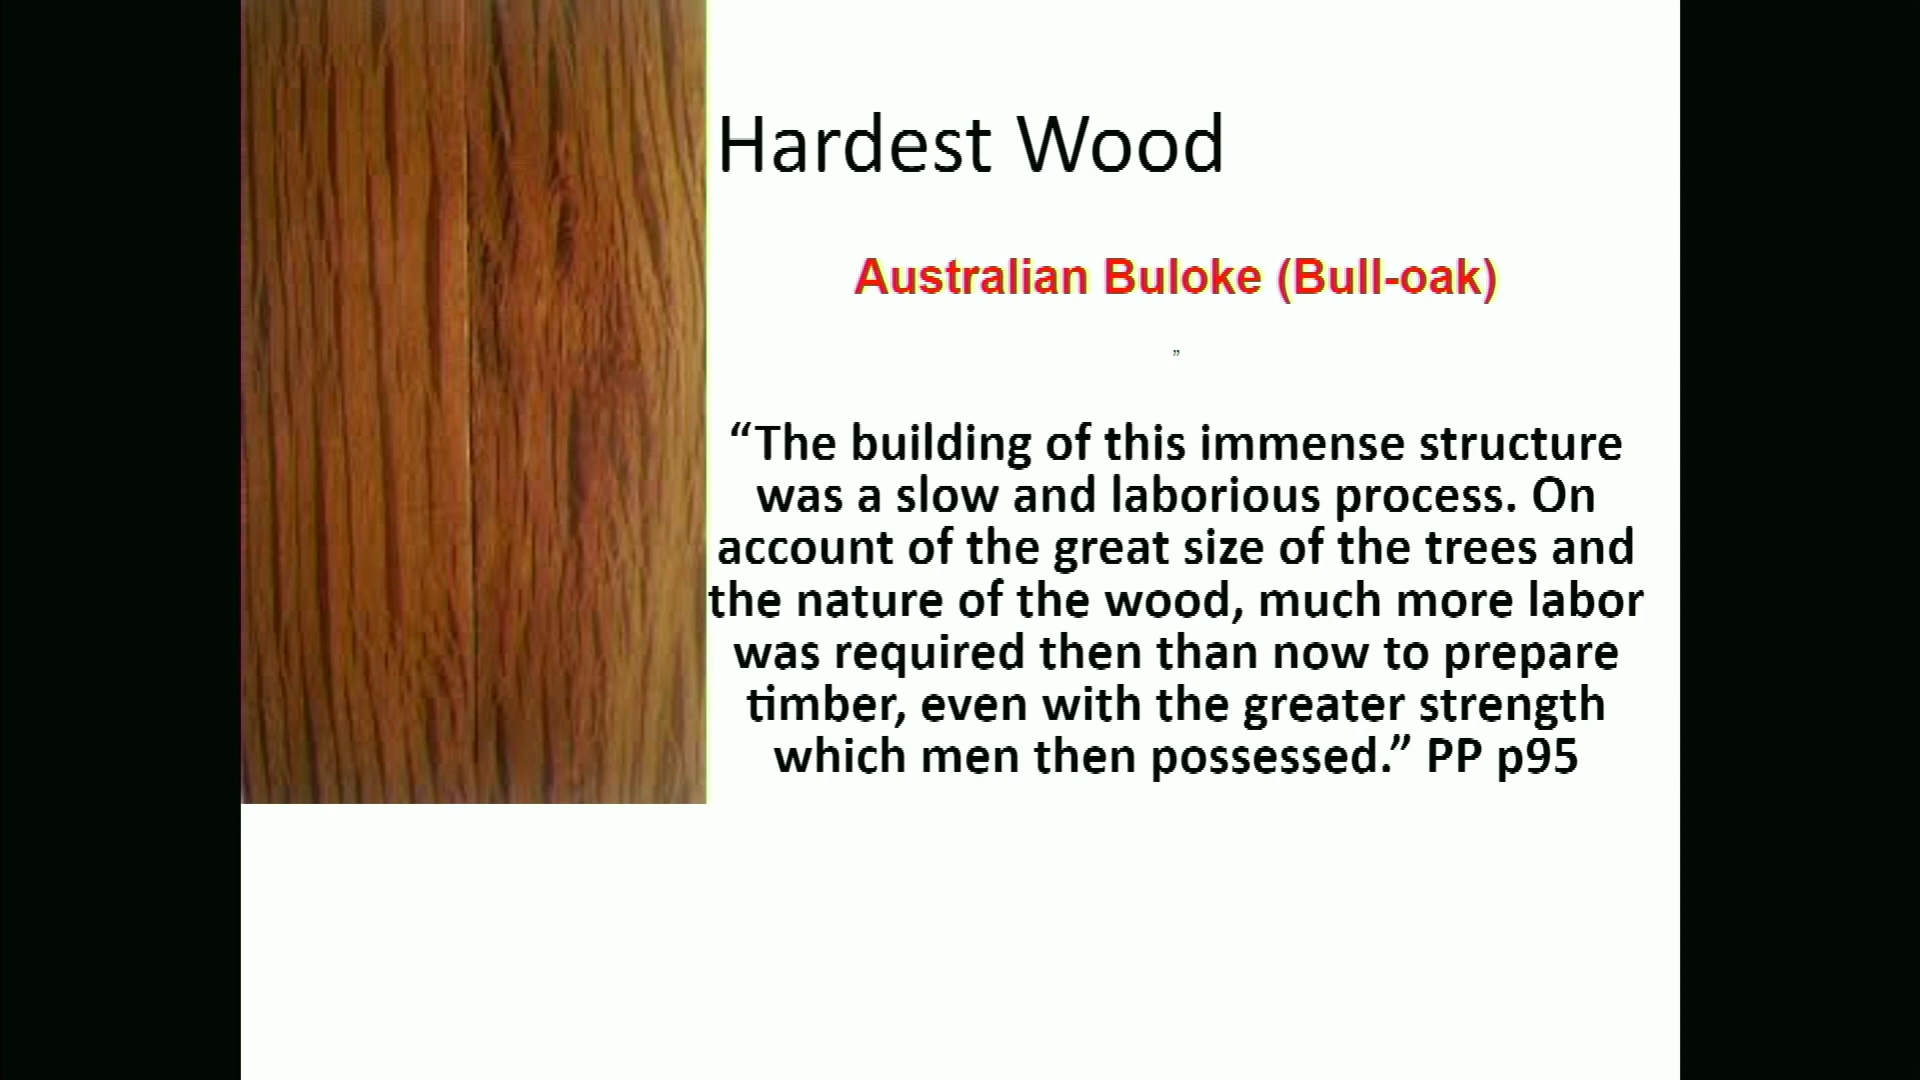 Hardest Wood
Australian Buloke (Bull-oak)
”
“The building of this immense structure
was a slow and laborious process. On
account of the great size of the trees and
the nature of the wood, much more labor
was required then than now to prepare
timber, even with the greater strength
which men then possessed.” PP p95